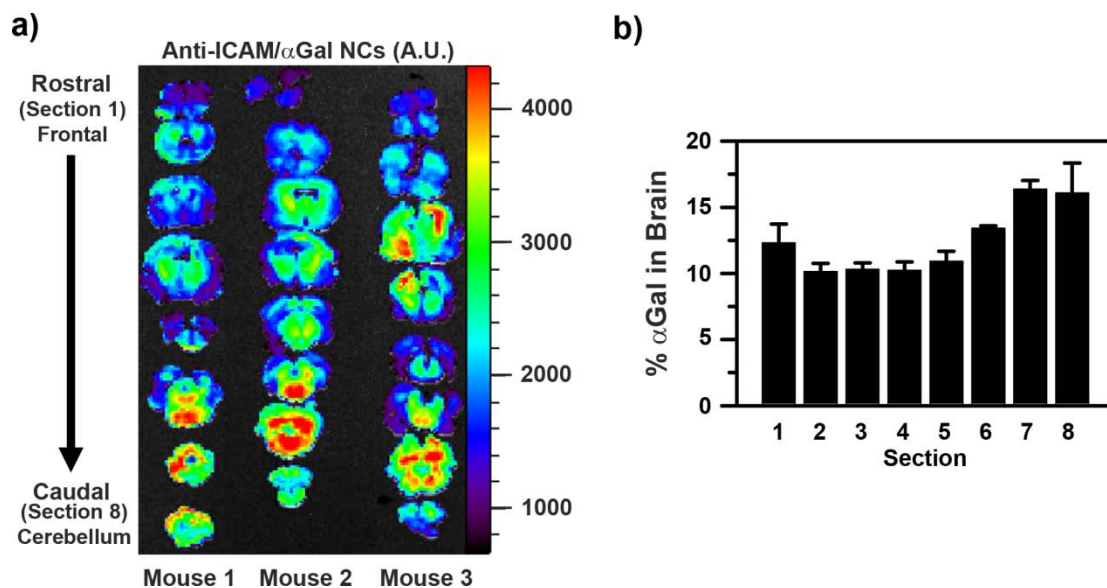 a)
Anti-ICAM/αGal NCs (A.U.)
Rostral
(Section 1)
Frontal
Caudal
(Section 8)
Cerebellum
4000
3000
2000
1000
Mouse 1 Mouse 2 Mouse 3
b)
% αGal in Brain
20
15
10
5
0
1 2 3 4 5 6 7 8
Section